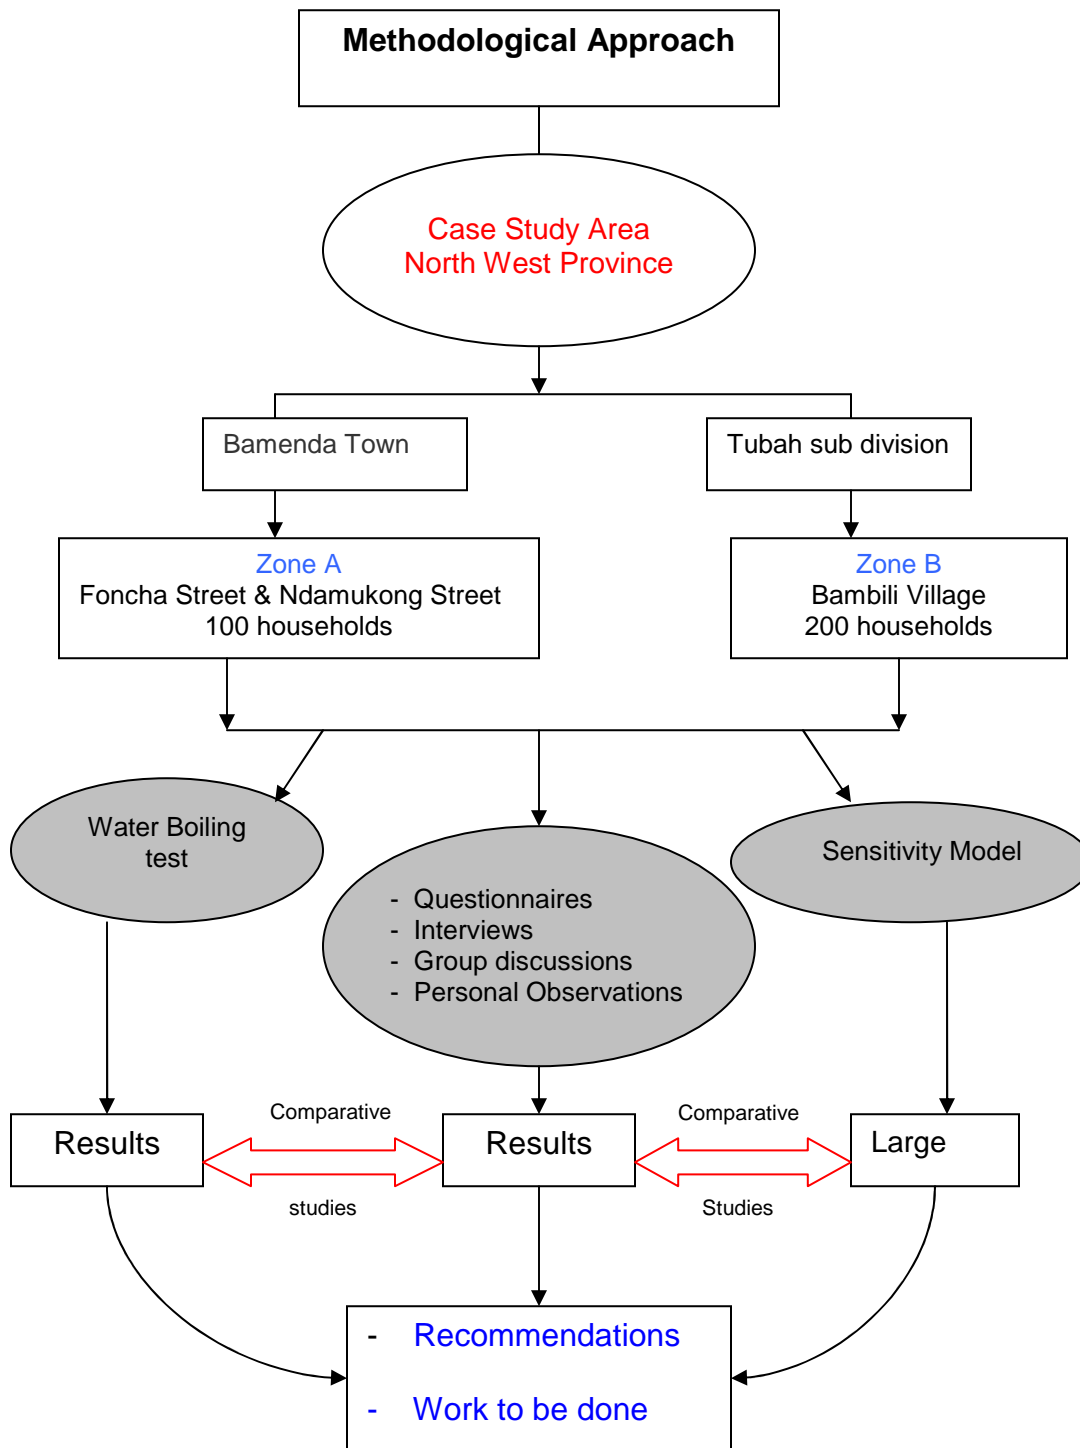 Methodological Approach
Case Study Area
North West Province
Bamenda Town
Tubah sub division
Zone A
Foncha Street & Ndamukong Street
100 households
Zone B
Bambili Village
200 households
Water Boiling
test
- Questionnaires
- Interviews
- Group discussions
- Personal Observations
Sensitivity Model
Results
Comparative
studies
Results
Comparative
Studies
Large
- Recommendations
- Work to be done